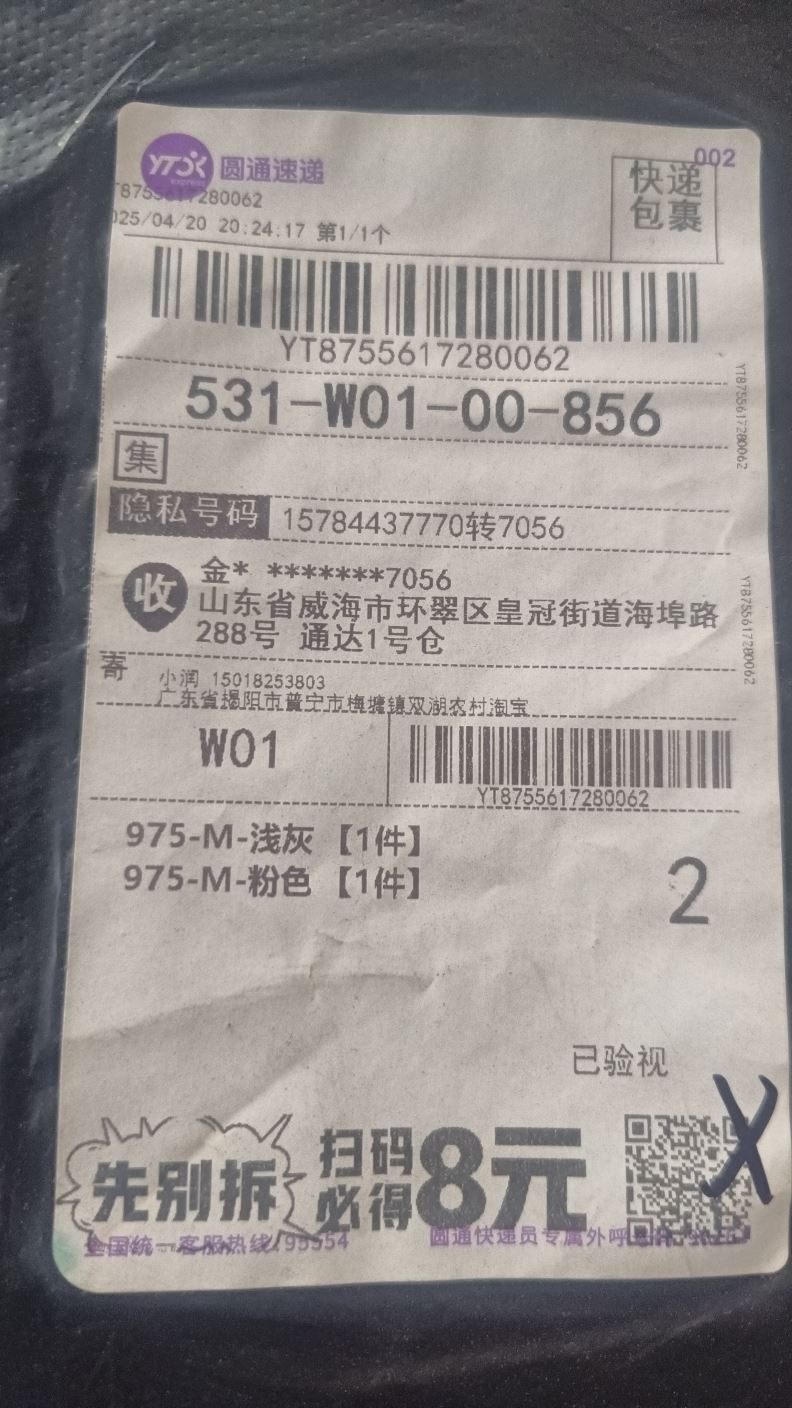 YTO express 圆通速递
002
快递
包裹
7280062
025/04/20 20:24:17 第1/1个
YT8755617280062
YT8755617280062
531-W01-00-856
集
隐私号码 15784437770转7056
收
金* *******7056
山东省威海市环翠区皇冠街道海埠路
288号 通达1号仓
YT8755617280062
寄
小润 15018253803
广东省揭阳市普宁市梅塘镇双湖农村淘宝
W01
YT8755617280062
975-M-浅灰【1件】
975-M-粉色【1件】
2
已验视
X
先别拆
扫码
必得
8元
全国统一客服热线:95554
圆通快递员专属外呼